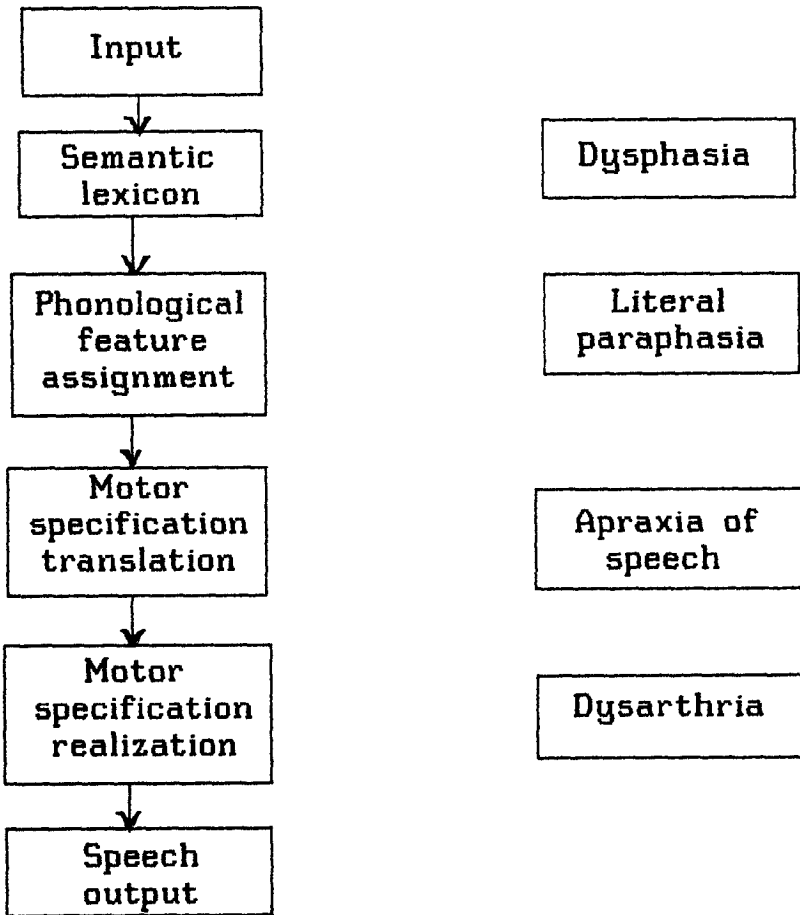 Input
Semantic
lexicon
Dysphasia
Phonological
feature
assignment
Literal
paraphasia
Motor
specification
translation
Apraxia of
speech
Motor
specification
realization
Dysarthria
Speech
output